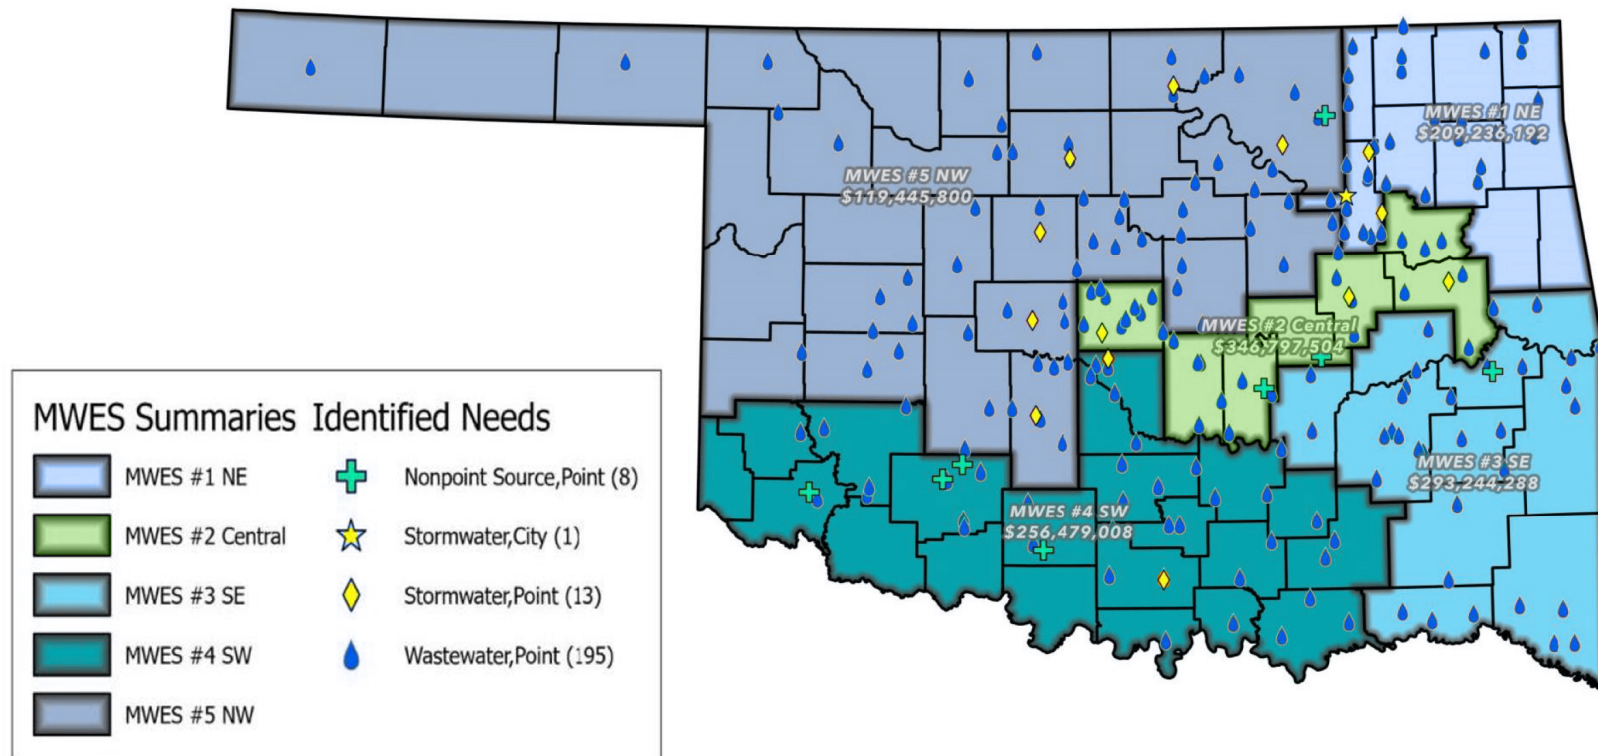 MWES #1 NE
$209,236,192
MWES #5 NW
$119,445,800
MWES #2 Central
$346,797,504
MWES #3 SE
$293,244,288
MWES #4 SW
$256,479,008
MWES Summaries Identified Needs
MWES #1 NE
Nonpoint Source,Point (8)
MWES #2 Central
Stormwater,City (1)
MWES #3 SE
Stormwater,Point (13)
MWES #4 SW
Wastewater,Point (195)
MWES #5 NW